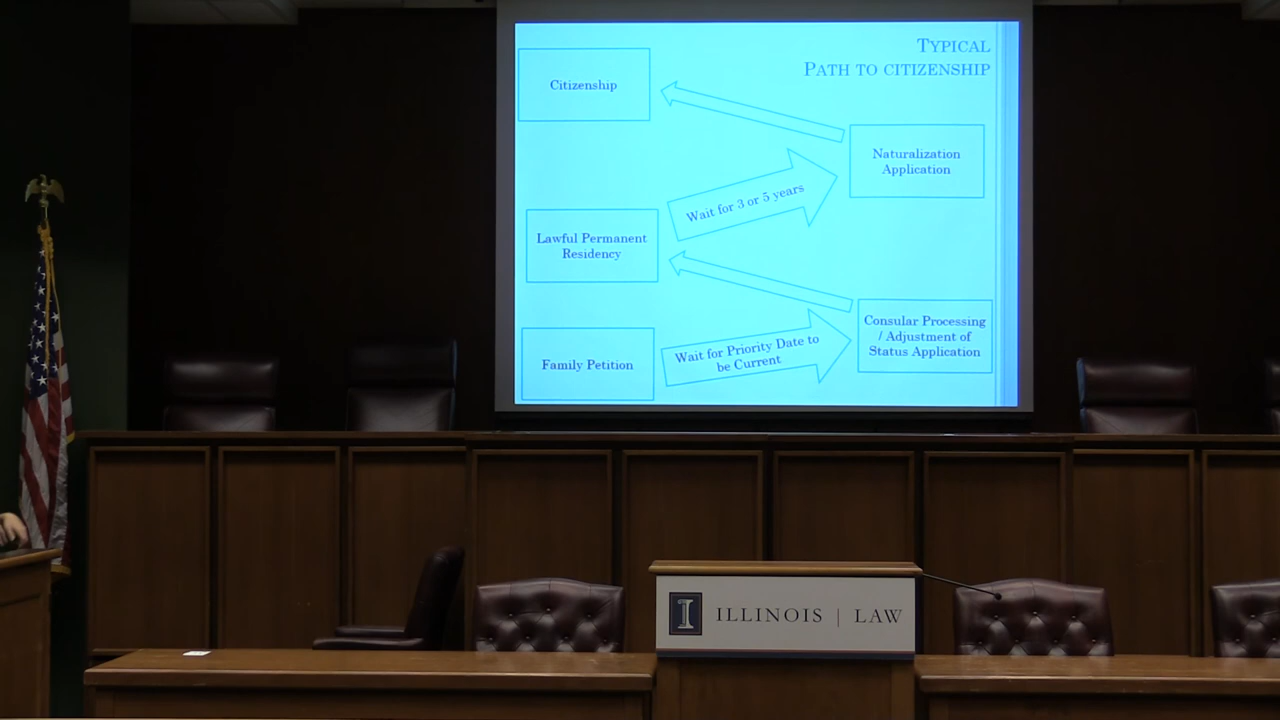 TYPICAL
PATH TO CITIZENSHIP
Citizenship
Naturalization
Application
Wait for 3 or 5 years
Lawful Permanent
Residency
Consular Processing
/ Adjustment of
Status Application
Wait for Priority Date to
be Current
Family Petition
I ILLINOIS | LAW